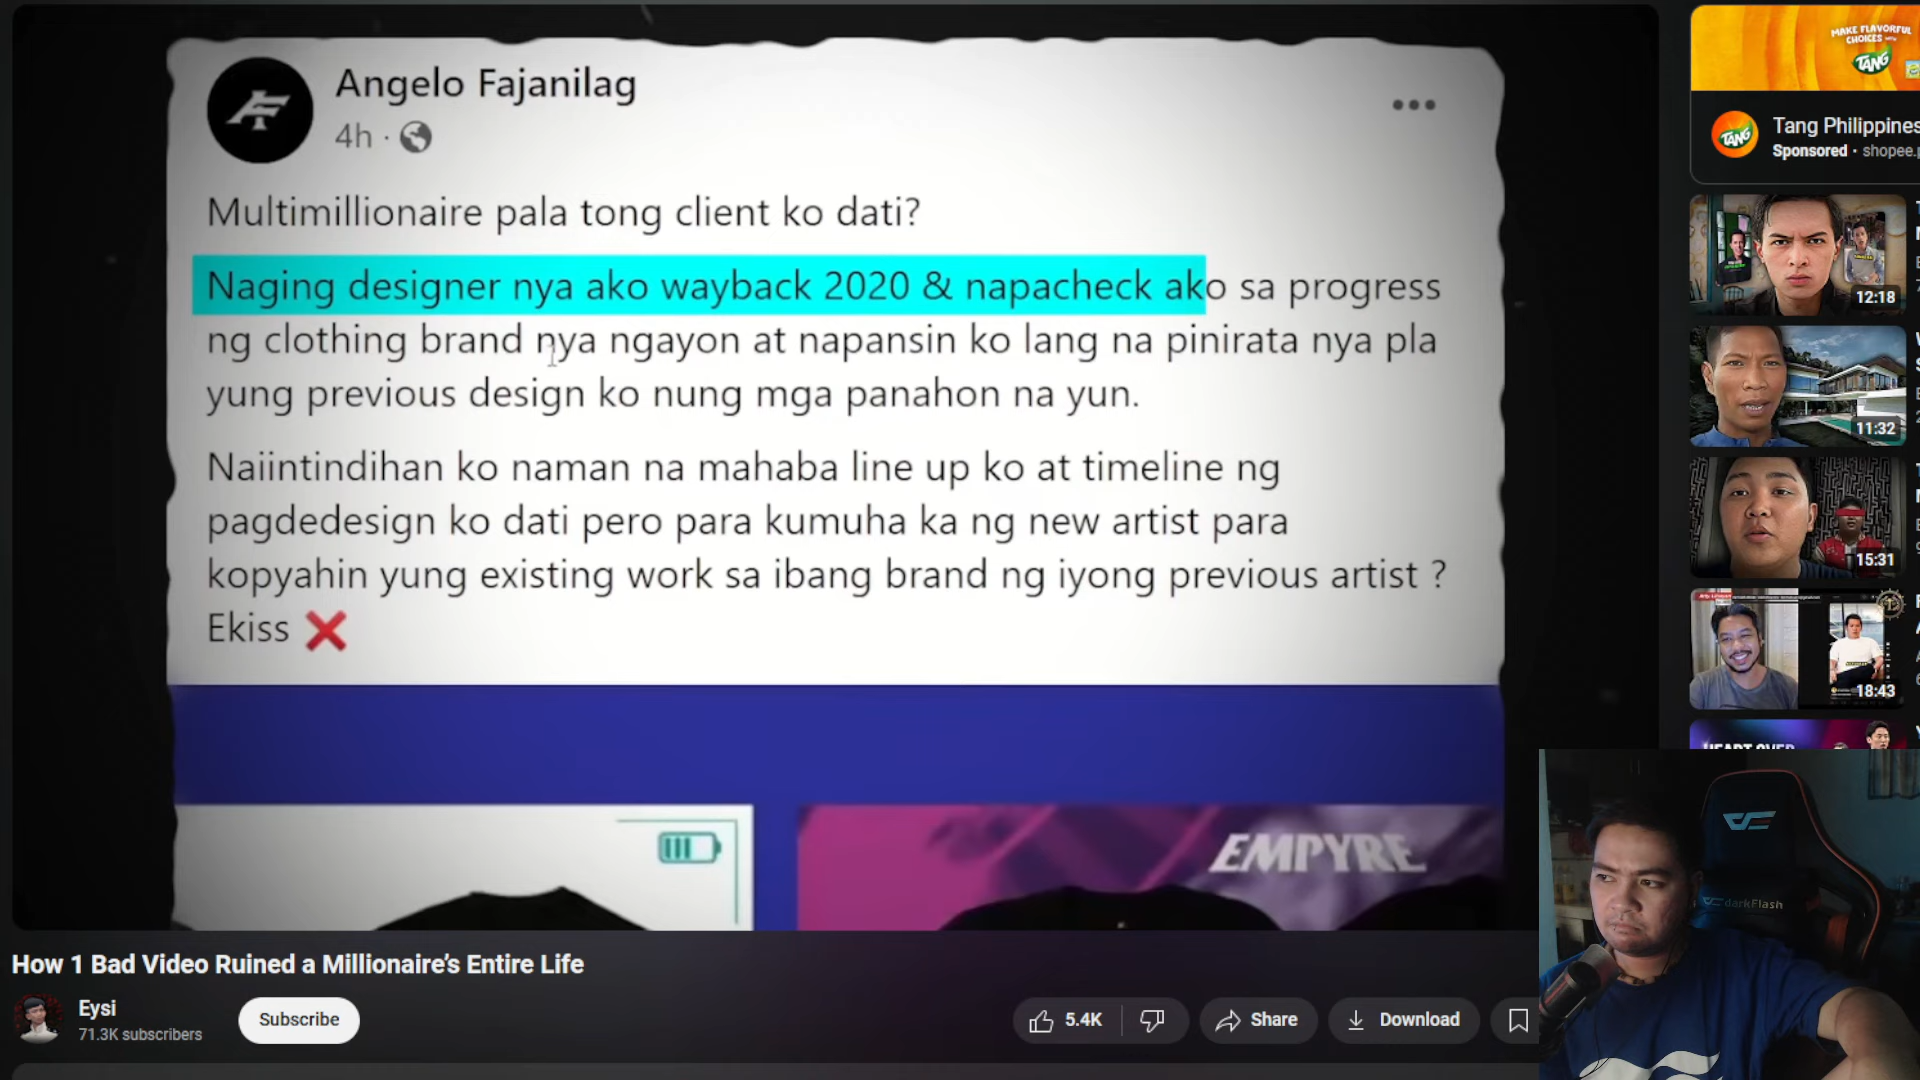 Angelo Fajanilag
4h ·
Multimillionaire pala tong client ko dati?
Naging designer nya ako wayback 2020 & napacheck ako sa progress
ng clothing brand nya ngayon at napansin ko lang na pinirata nya pla
yung previous design ko nung mga panahon na yun.
Naiintindihan ko naman na mahaba line up ko at timeline ng
pagdedesign ko dati pero para kumuha ka ng new artist para
kopyahin yung existing work sa ibang brand ng iyong previous artist ?
Ekiss ❌
EMPYRE
How 1 Bad Video Ruined a Millionaire's Entire Life
Eysi
71.3K subscribers
Subscribe
5.4K
Share
Download
MAKE FLAVORFUL
CHOICES WITH
TANG
TANG
Tang Philippines
Sponsored · shopee.p
12:18
11:32
15:31
18:43
HEART OVER
darkFlash